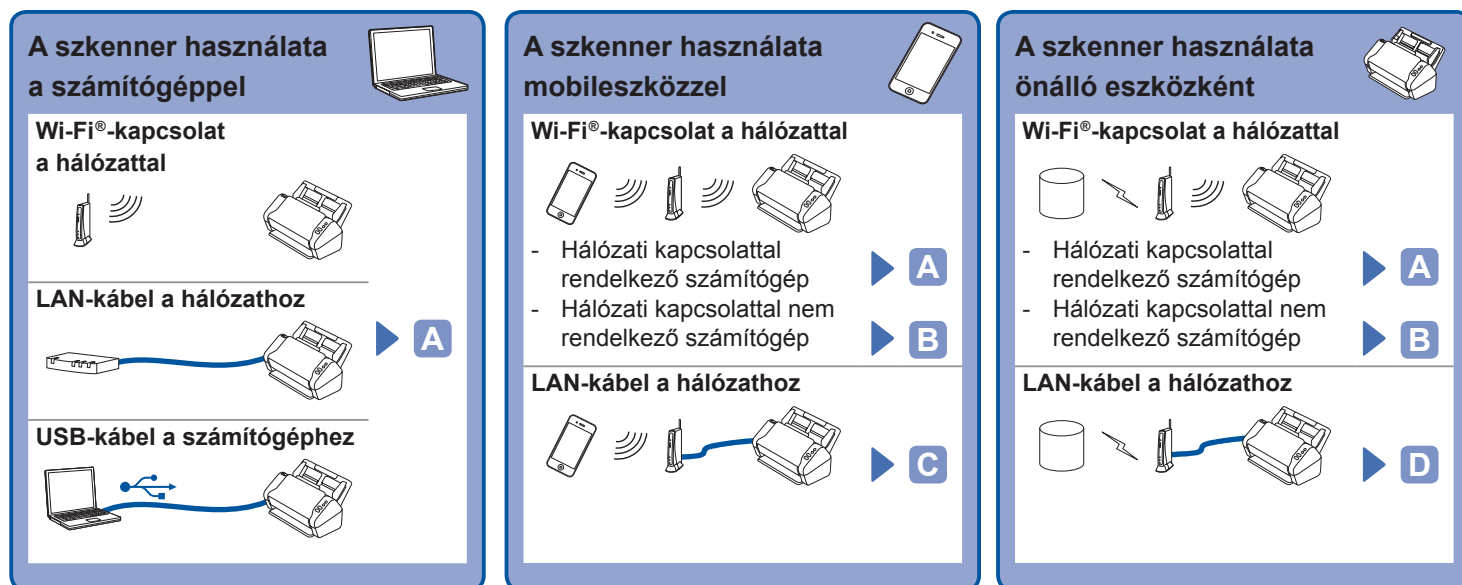 A szkenner használata
a számítógéppel
Wi-Fi®-kapcsolat
a hálózattal
LAN-kábel a hálózathoz
A
USB-kábel a számítógéphez
A szkenner használata
mobileszközzel
Wi-Fi®-kapcsolat a hálózattal
- Hálózati kapcsolattal
rendelkező számítógép
A
- Hálózati kapcsolattal nem
rendelkező számítógép
B
LAN-kábel a hálózathoz
C
A szkenner használata
önálló eszközként
Wi-Fi®-kapcsolat a hálózattal
- Hálózati kapcsolattal
rendelkező számítógép
A
- Hálózati kapcsolattal nem
rendelkező számítógép
B
LAN-kábel a hálózathoz
D